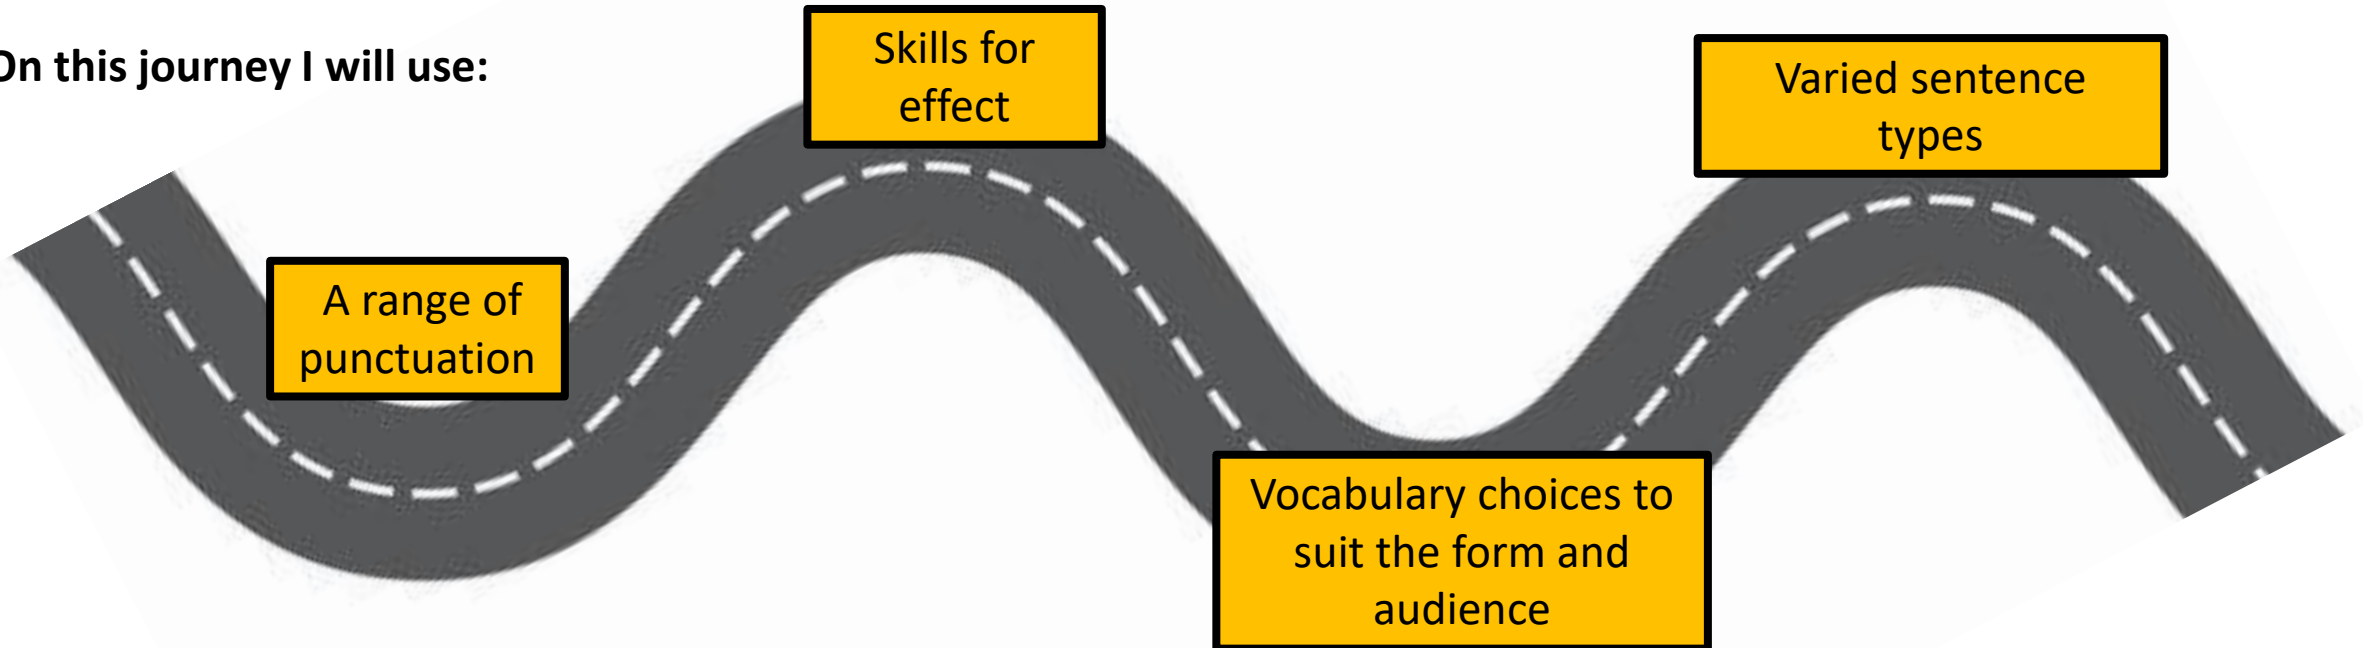 On this journey I will use:
Skills for
effect
Varied sentence
types
A range of
punctuation
Vocabulary choices to
suit the form and
audience